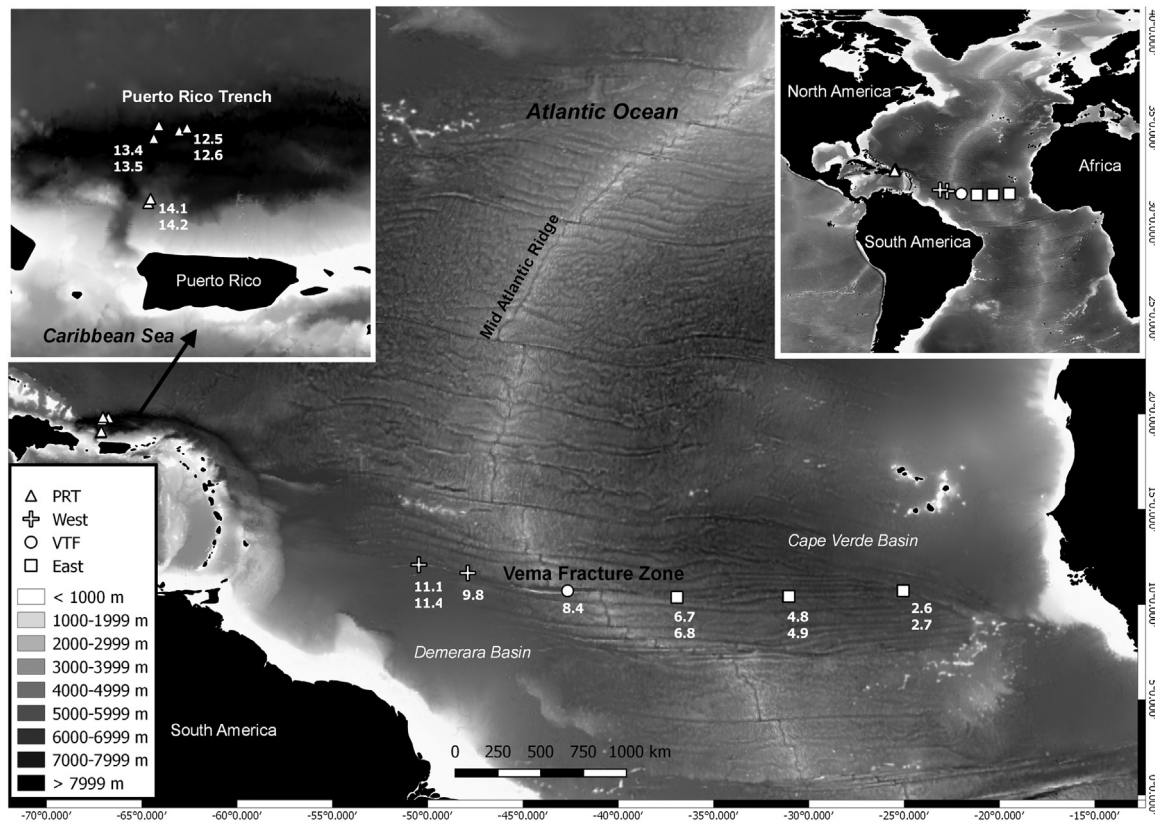 Puerto Rico Trench
12.5
12.6
13.4
13.5
14.1
14.2
Puerto Rico
Caribbean Sea
Atlantic Ocean
Mid Atlantic Ridge
North America
Africa
South America
PRT
West
VTF
East
< 1000 m
1000-1999 m
2000-2999 m
3000-3999 m
4000-4999 m
5000-5999 m
6000-6999 m
7000-7999 m
> 7999 m
Cape Verde Basin
Vema Fracture Zone
11.1
11.4
9.8
8.4
6.7
6.8
4.8
4.9
2.6
2.7
Demerara Basin
South America
0 250 500 750 1000 km
-70°0.000'
-65°0.000'
-60°0.000'
-55°0.000'
-50°0.000'
-45°0.000'
-40°0.000'
-35°0.000'
-30°0.000'
-25°0.000'
-20°0.000'
-15°0.000'